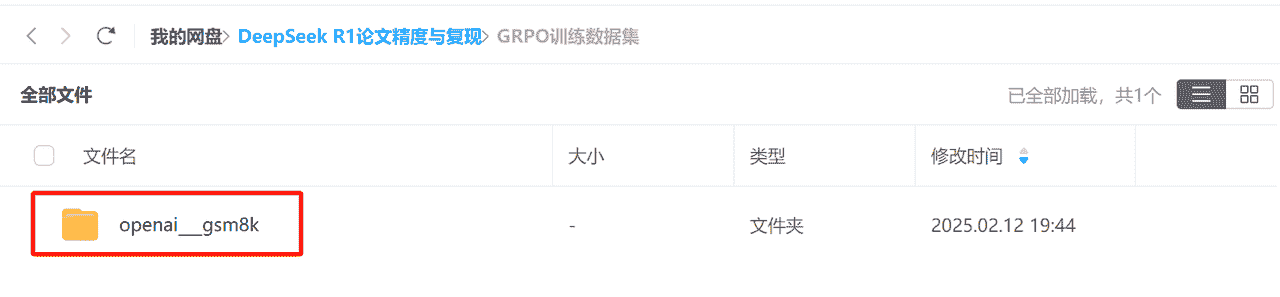 我的网盘> DeepSeek R1论文精度与复现> GRPO训练数据集
全部文件 已全部加载，共1个
文件名 大小 类型 修改时间
openai___gsm8k - 文件夹 2025.02.12 19:44